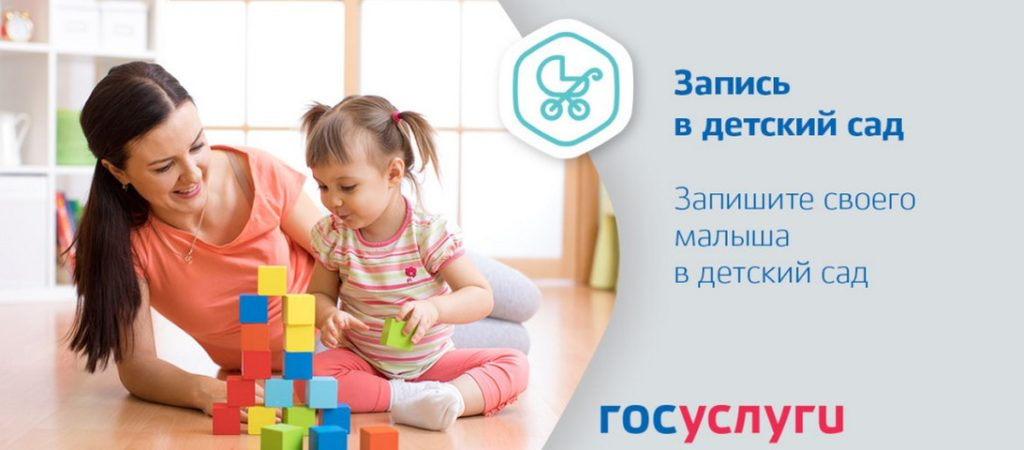 Запись
в детский сад
Запишите своего
малыша
в детский сад
госуслуги